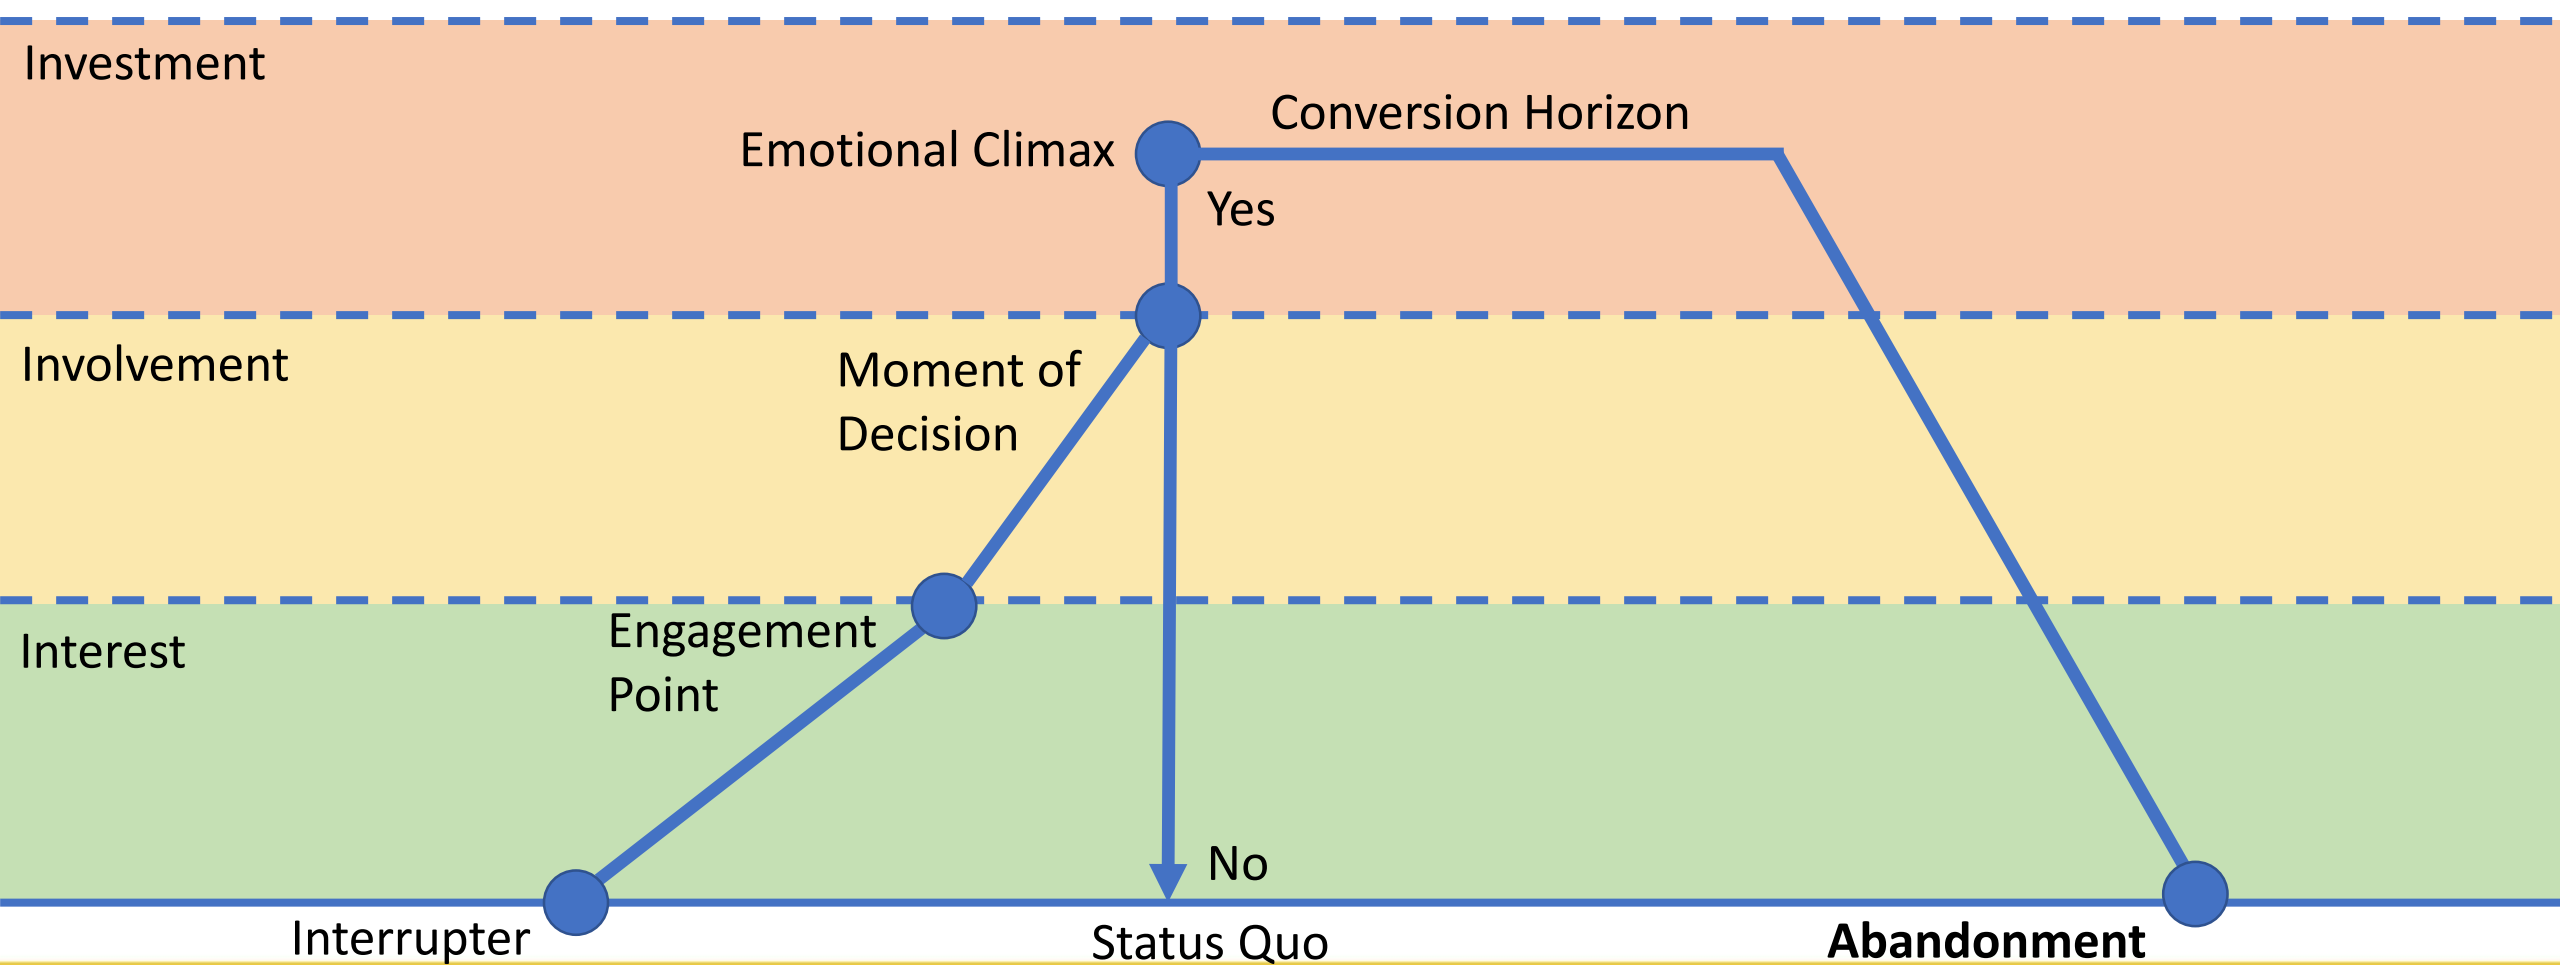 Investment
Conversion Horizon
Emotional Climax
Yes
Involvement
Moment of
Decision
Engagement
Point
Interest
No
Interrupter
Status Quo
Abandonment